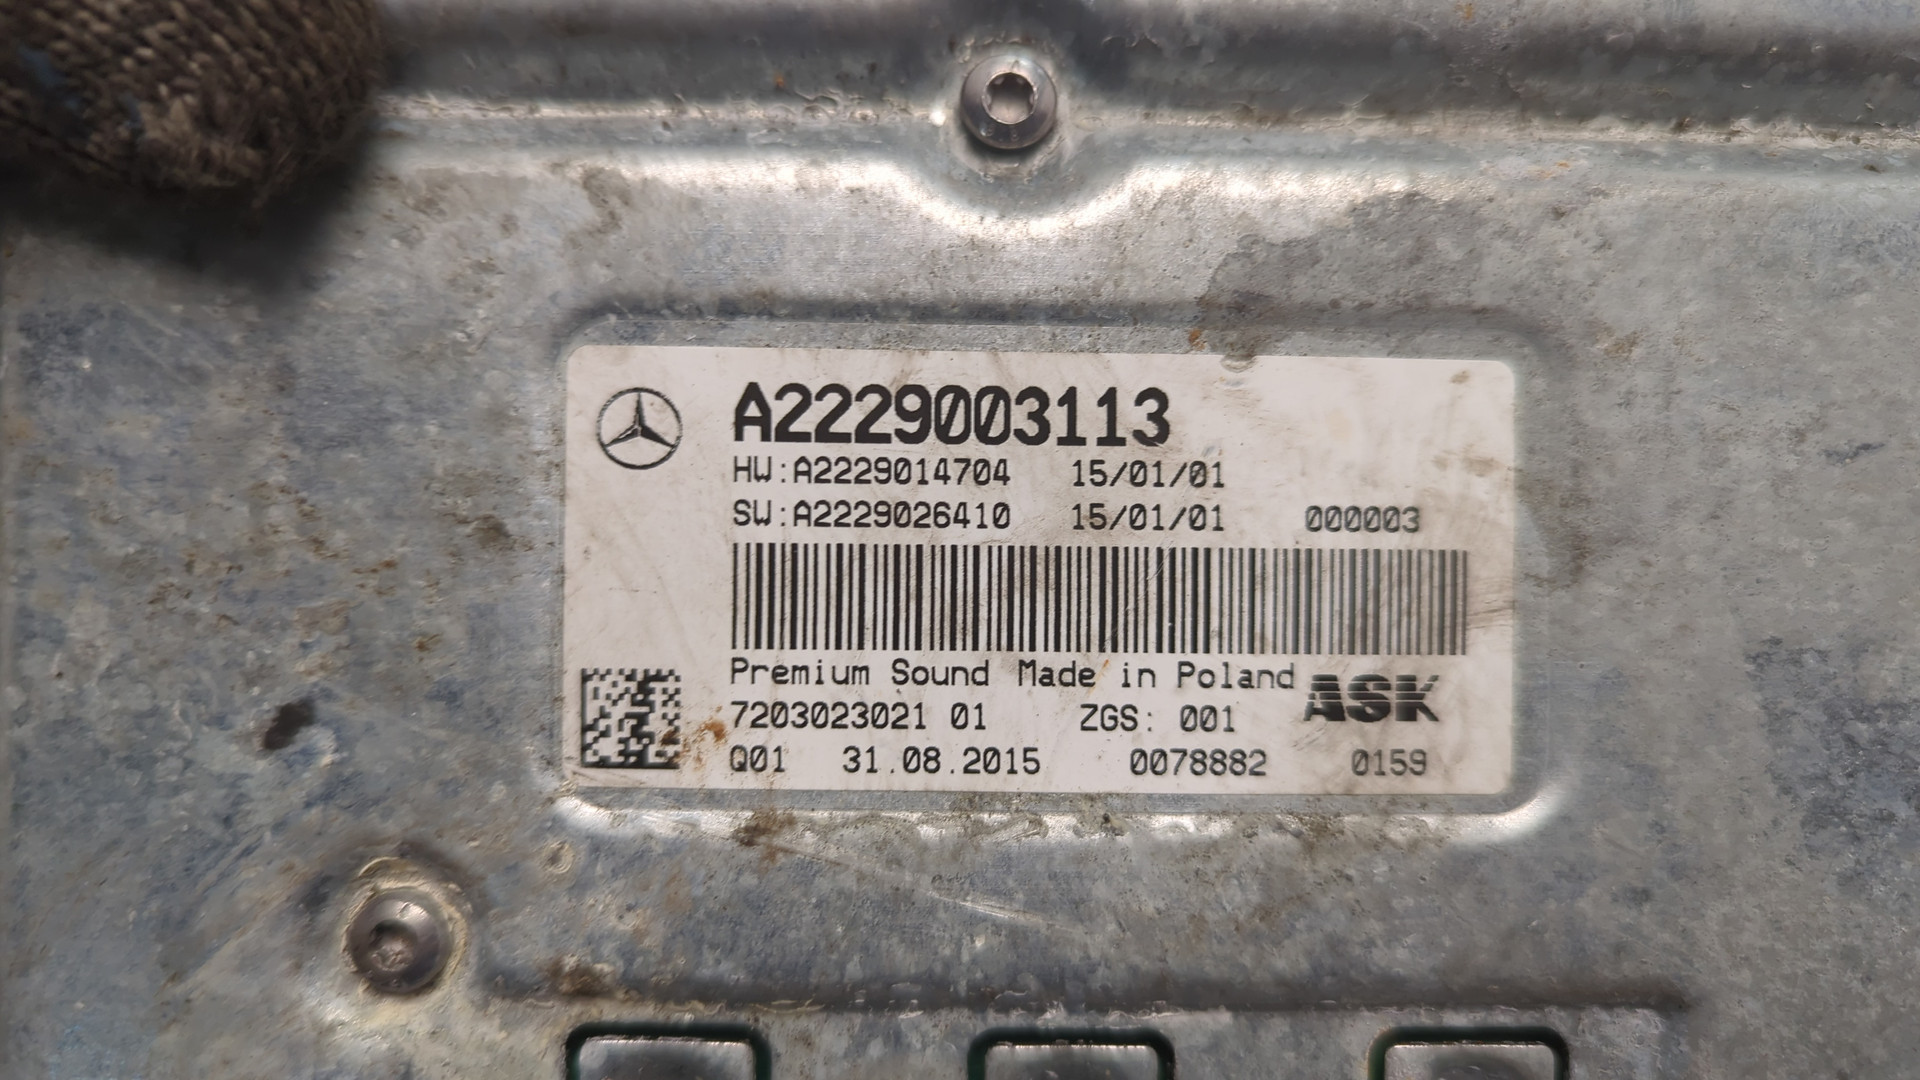 A2229003113
HW:A2229014704 15/01/01
SW:A2229026410 15/01/01 000003
Premium Sound Made in Poland ASK
7203023021 01 ZGS: 001
Q01 31.08.2015 0078882 0159